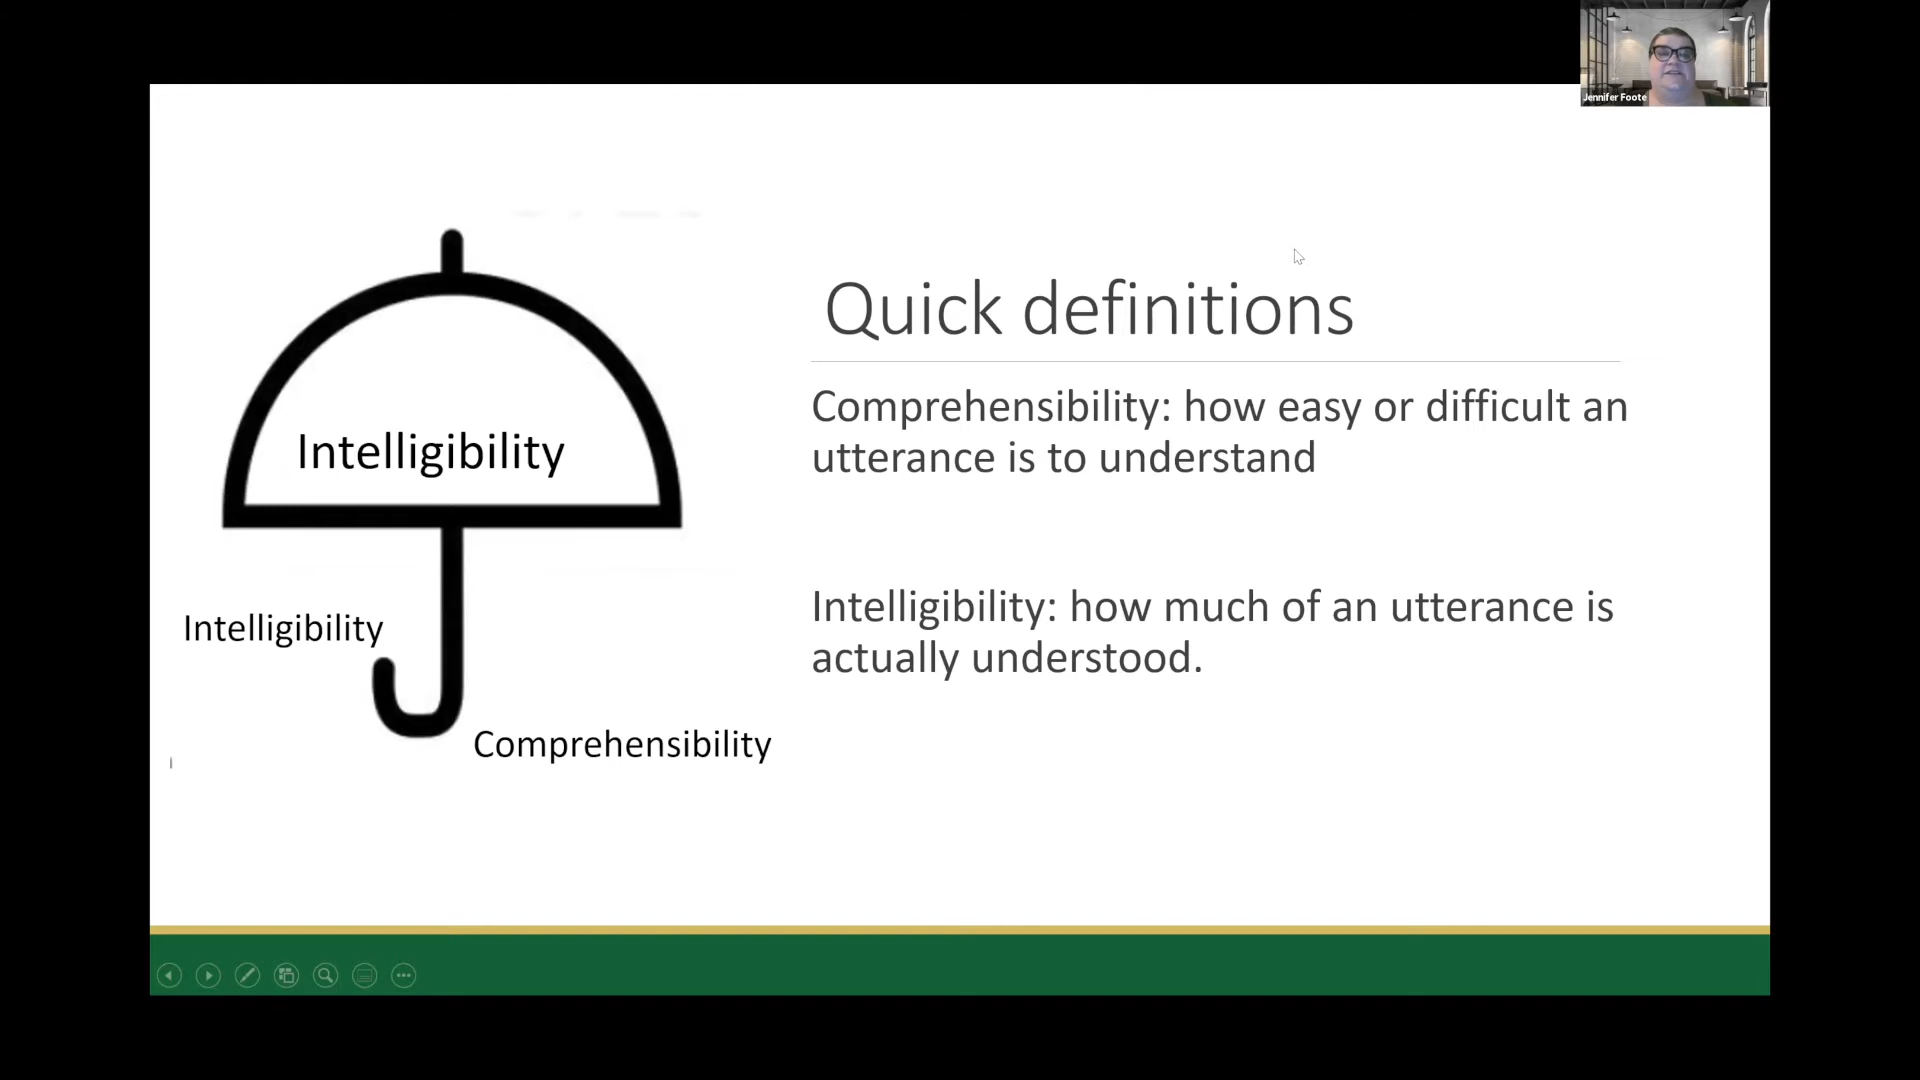 Jennifer Foote
Quick definitions
Comprehensibility: how easy or difficult an
utterance is to understand
Intelligibility: how much of an utterance is
actually understood.
Intelligibility
Intelligibility
Comprehensibility